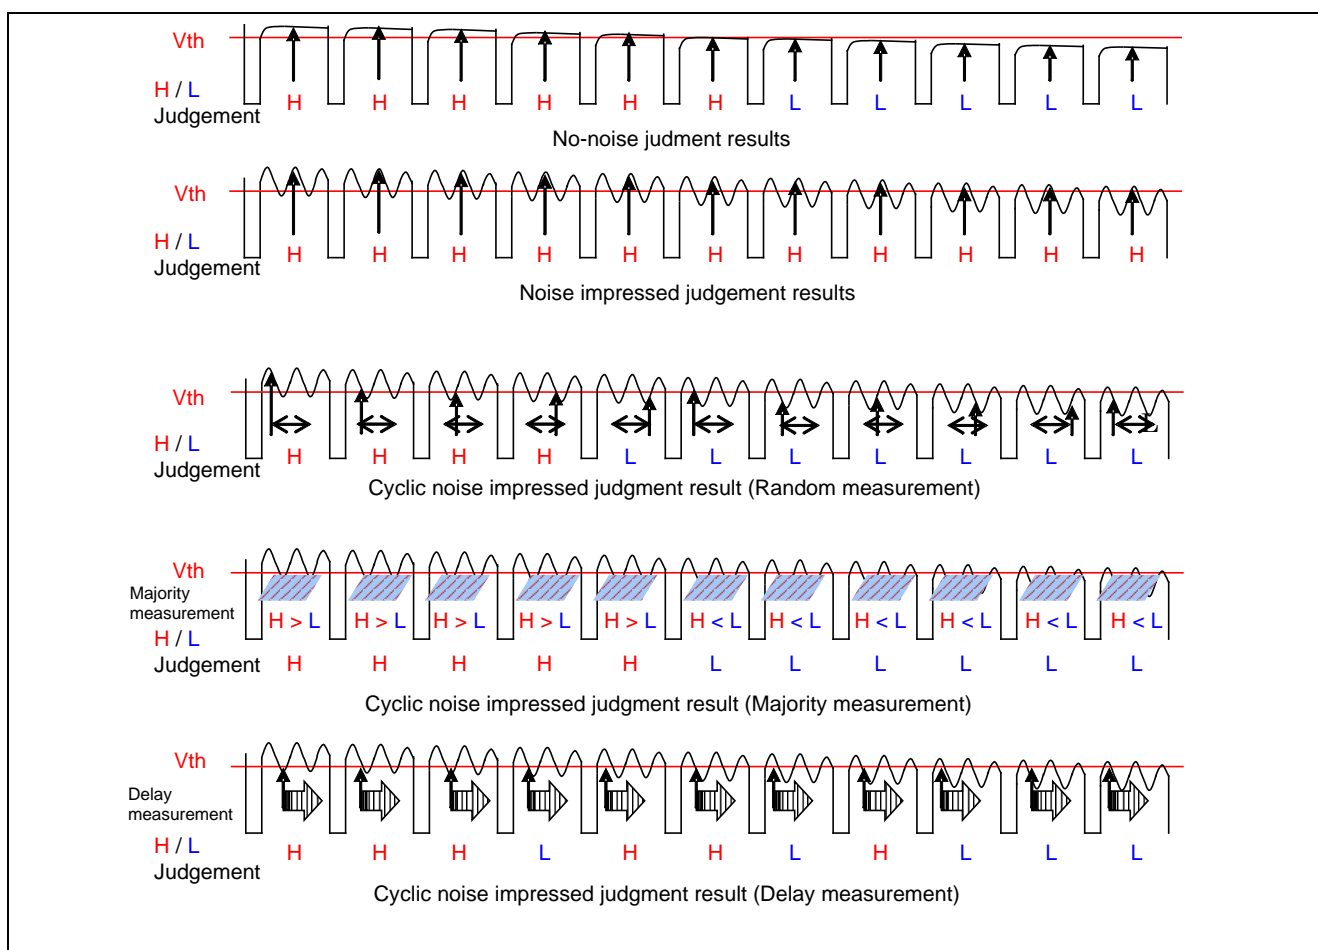 Vth
H / L
Judgement H H H H H H L L L L L
No-noise judment results
Vth
H / L
Judgement H H H H H H H H H H H
Noise impressed judgement results
Vth
H / L
Judgement H H H H L L L L L L L
Cyclic noise impressed judgment result (Random measurement)
Vth
Majority
measurement H > L H > L H > L H > L H > L H < L H < L H < L H < L H < L H < L
H / L
Judgement H H H H H L L L L L L
Cyclic noise impressed judgment result (Majority measurement)
Vth
Delay
measurement
H / L H H H L H H L H L L L
Judgement
Cyclic noise impressed judgment result (Delay measurement)